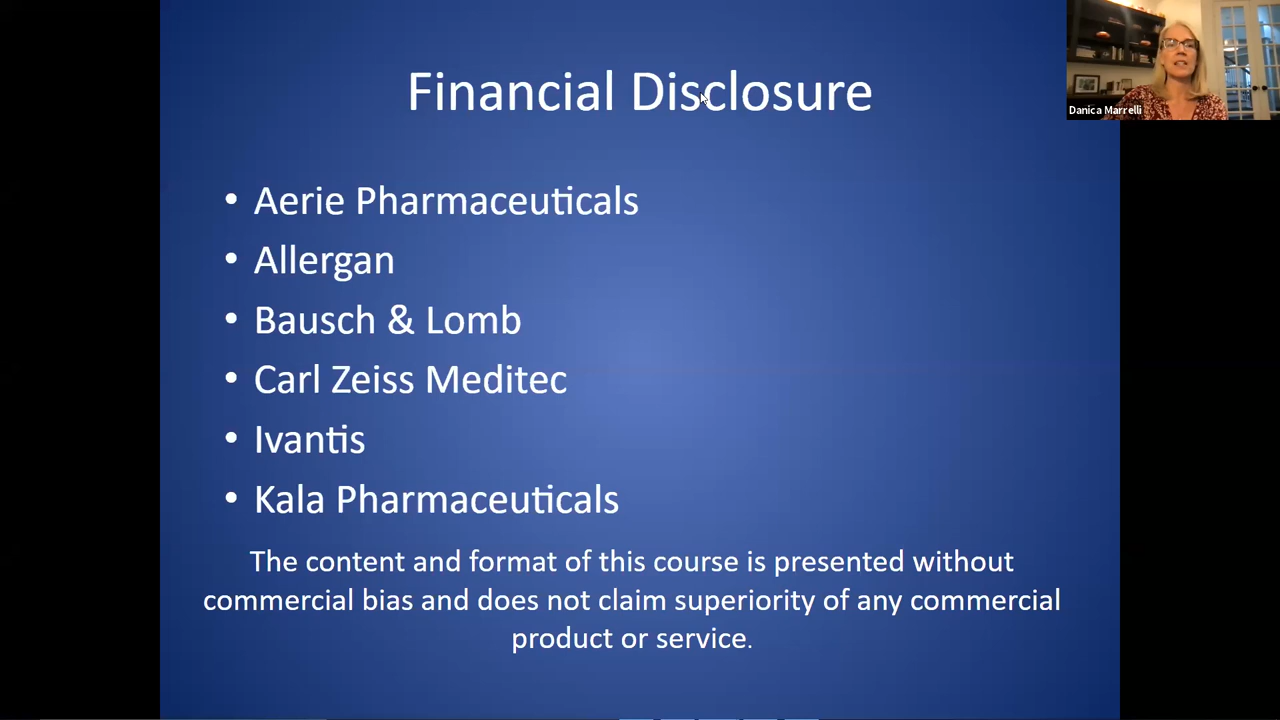 Financial Disclosure
Danica Marrelli
• Aerie Pharmaceuticals
• Allergan
• Bausch & Lomb
• Carl Zeiss Meditec
• Ivantis
• Kala Pharmaceuticals
The content and format of this course is presented without
commercial bias and does not claim superiority of any commercial
product or service.